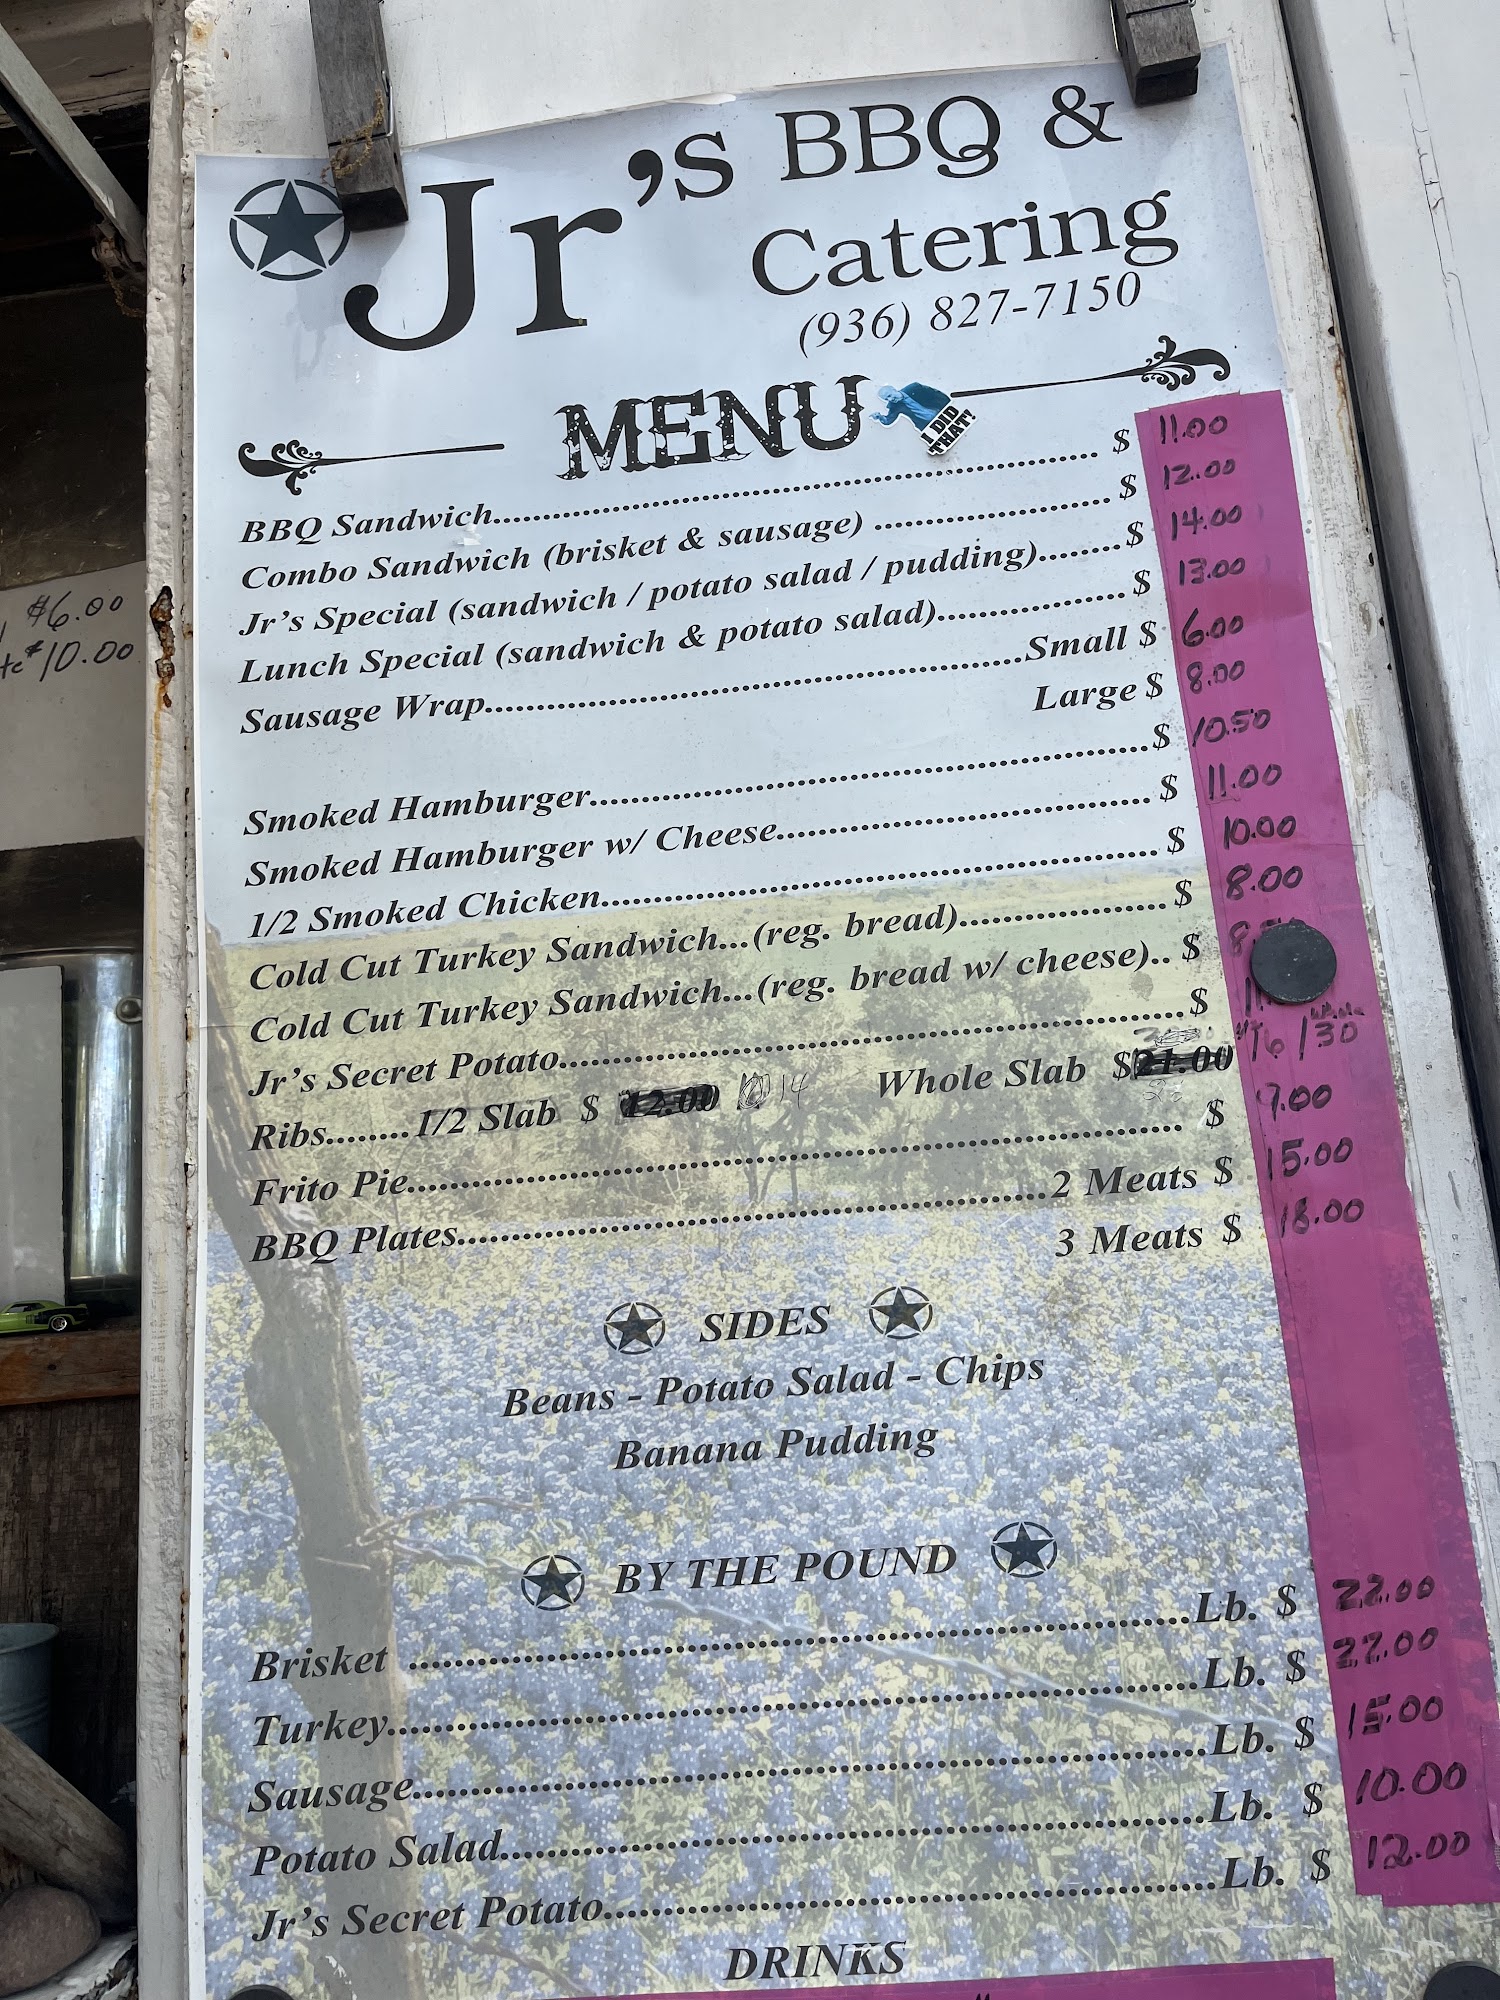 Jr's BBQ &
Catering
(936) 827-7150
MENU
I DID
THAT!
BBQ Sandwich.......... $ 11.00
Combo Sandwich (brisket & sausage) .......... $ 12.00
Jr's Special (sandwich / potato salad / pudding)........$ 14.00
Lunch Special (sandwich & potato salad)..........$ 13.00
Sausage Wrap..........Small $ 6.00
Large $ 8.00
Smoked Hamburger..........$ 10.50
Smoked Hamburger w/ Cheese..........$ 11.00
1/2 Smoked Chicken..........$ 10.00
Cold Cut Turkey Sandwich...(reg. bread)..........$ 8.00
Cold Cut Turkey Sandwich...(reg. bread w/ cheese).. $
Jr's Secret Potato..........$
Ribs.........1/2 Slab $ 12.00 14 Whole Slab $21.00 16 / 30
Frito Pie.......... $ 9.00
BBQ Plates..........2 Meats $ 15.00
3 Meats $ 18.00
SIDES
Beans - Potato Salad - Chips
Banana Pudding
BY THE POUND
Brisket ..........Lb. $ 22.00
Turkey..........Lb. $ 22.00
Sausage..........Lb. $ 15.00
Potato Salad..........Lb. $ 10.00
Jr's Secret Potato..........Lb. $ 12.00
DRINKS
$6.00
$10.00